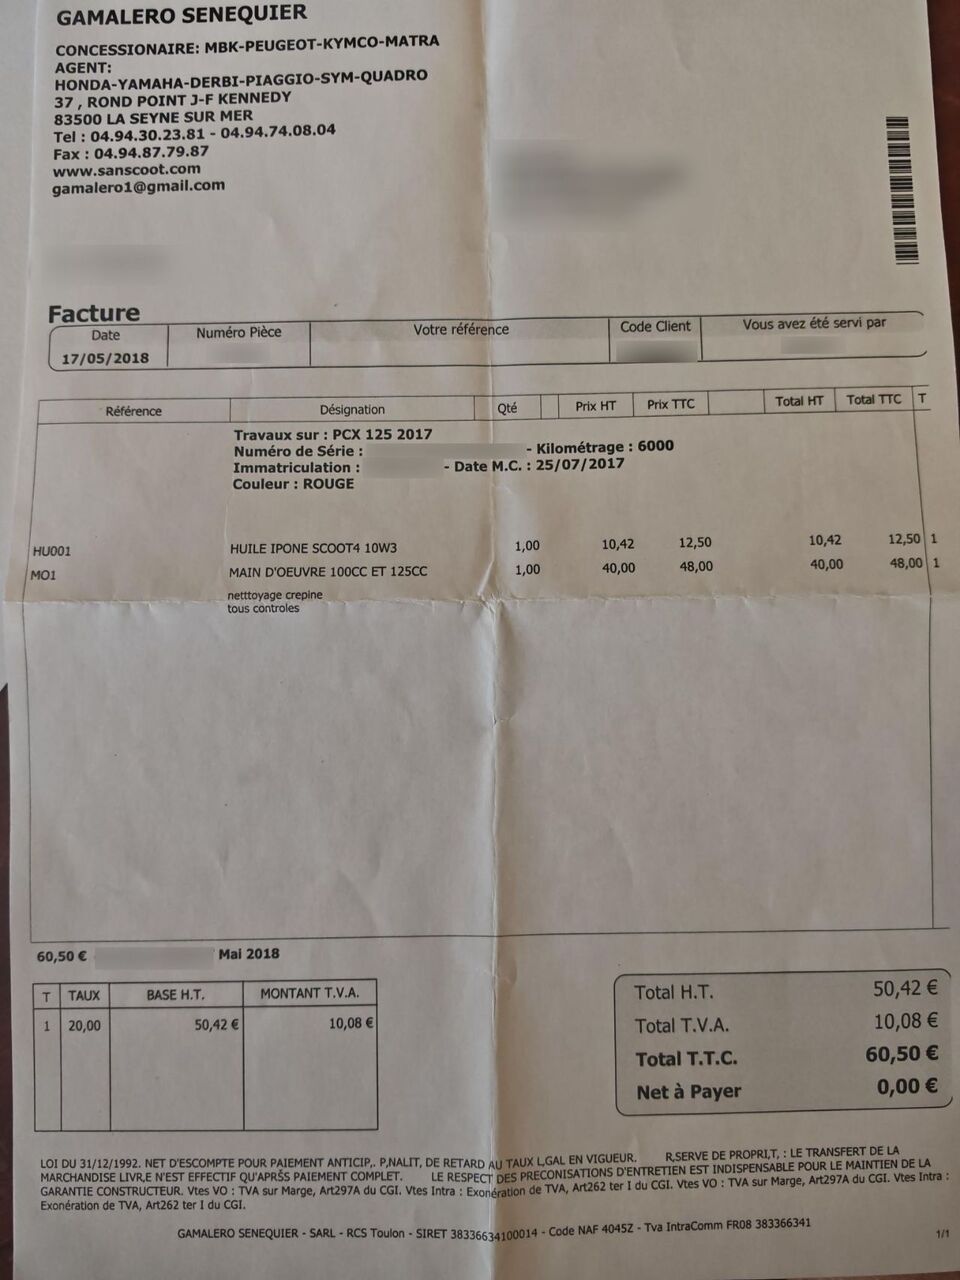 GAMALERO SENEQUIER
CONCESSIONAIRE: MBK-PEUGEOT-KYMCO-MATRA
AGENT:
HONDA-YAMAHA-DERBI-PIAGGIO-SYM-QUADRO
37 , ROND POINT J-F KENNEDY
83500 LA SEYNE SUR MER
Tel : 04.94.30.23.81 - 04.94.74.08.04
Fax : 04.94.87.79.87
www.sanscoot.com
gamalero1@gmail.com
Facture
Date Numéro Pièce Votre référence Code Client Vous avez été servi par
17/05/2018
Référence Désignation Qté Prix HT Prix TTC Total HT Total TTC T
Travaux sur : PCX 125 2017
Numéro de Série : - Kilométrage : 6000
Immatriculation : - Date M.C. : 25/07/2017
Couleur : ROUGE
HU001 HUILE IPONE SCOOT4 10W3 1,00 10,42 12,50 10,42 12,50 1
MO1 MAIN D'OEUVRE 100CC ET 125CC 1,00 40,00 48,00 40,00 48,00 1
netttoyage crepine
tous controles
60,50 € Mai 2018
T TAUX BASE H.T. MONTANT T.V.A.
1 20,00 50,42 € 10,08 €
Total H.T. 50,42 €
Total T.V.A. 10,08 €
Total T.T.C. 60,50 €
Net à Payer 0,00 €
LOI DU 31/12/1992. NET D'ESCOMPTE POUR PAIEMENT ANTICIP,. P,NALIT, DE RETARD AU TAUX L,GAL EN VIGUEUR. R,SERVE DE PROPRI,T, : LE TRANSFERT DE LA
MARCHANDISE LIVR,E N'EST EFFECTIF QU'APRŠS PAIEMENT COMPLET. LE RESPECT DES PRECONISATIONS D'ENTRETIEN EST INDISPENSABLE POUR LE MAINTIEN DE LA
GARANTIE CONSTRUCTEUR. Vtes VO : TVA sur Marge, Art297A du CGI. Vtes Intra : Exonération de TVA, Art262 ter I du CGI. Vtes VO : TVA sur Marge, Art297A du CGI. Vtes Intra :
Exonération de TVA, Art262 ter I du CGI.
GAMALERO SENEQUIER - SARL - RCS Toulon - SIRET 38336634100014 - Code NAF 4045Z - Tva IntraComm FR08 383366341
1/1